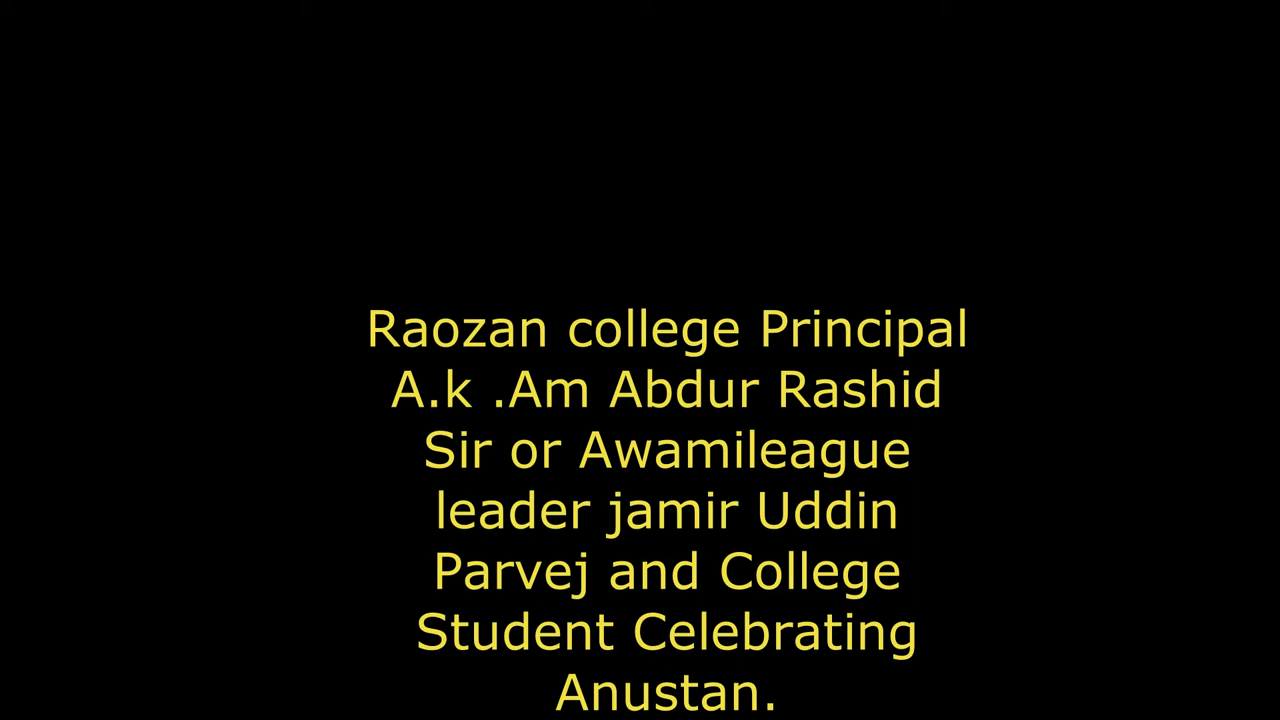 Raozan college Principal
A.k .Am Abdur Rashid
Sir or Awamileague
leader jamir Uddin
Parvej and College
Student Celebrating
Anustan.